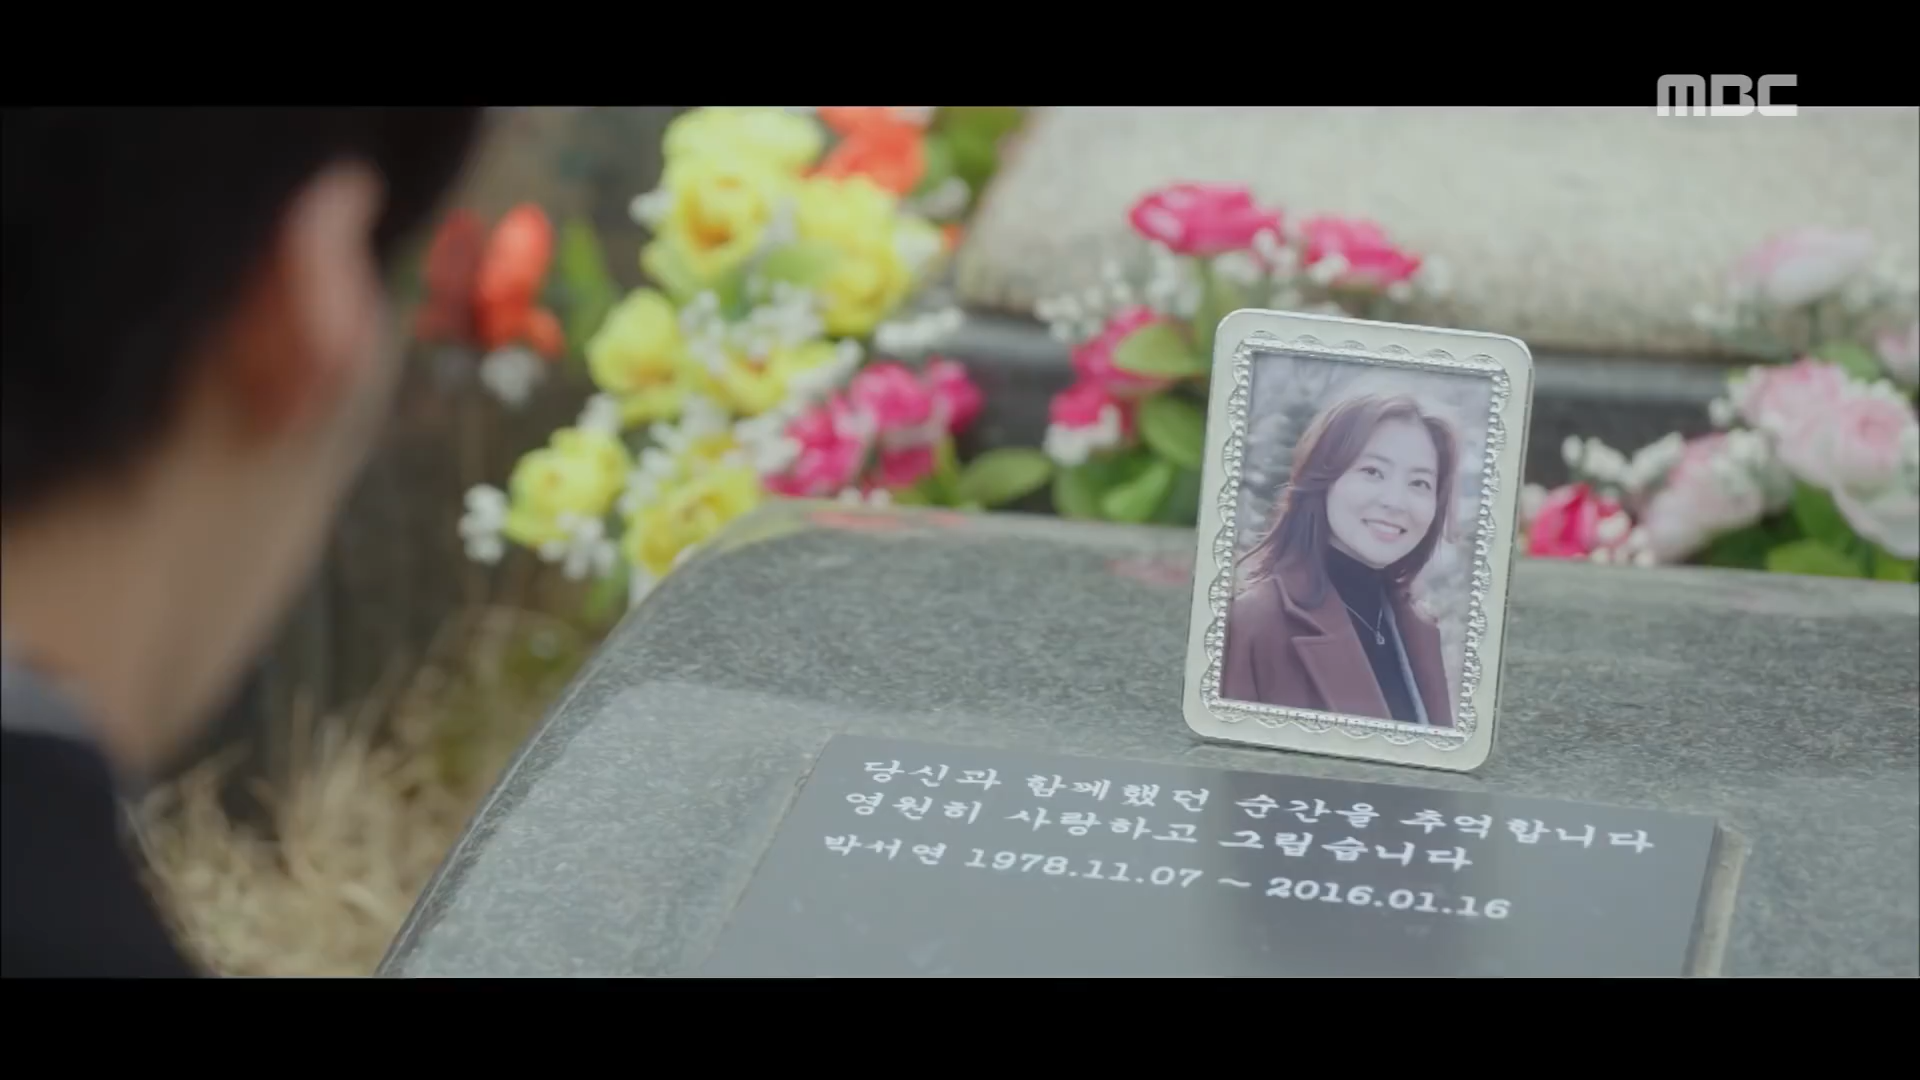 MBC
당신과 함께했던 순간을 추억합니다
영원히 사랑하고 그립습니다
박서연 1978.11.07 ~ 2016.01.16